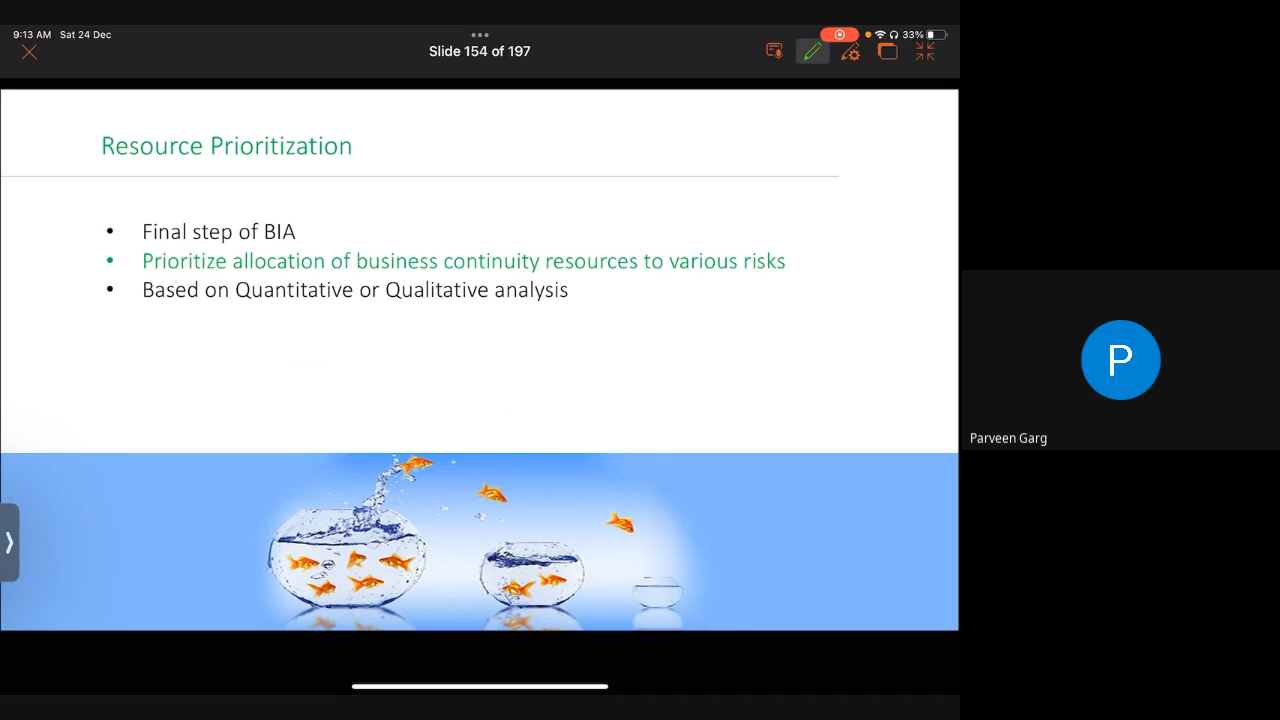 9:13 AM Sat 24 Dec
33%
Slide 154 of 197
Resource Prioritization
• Final step of BIA
• Prioritize allocation of business continuity resources to various risks
• Based on Quantitative or Qualitative analysis
P
Parveen Garg